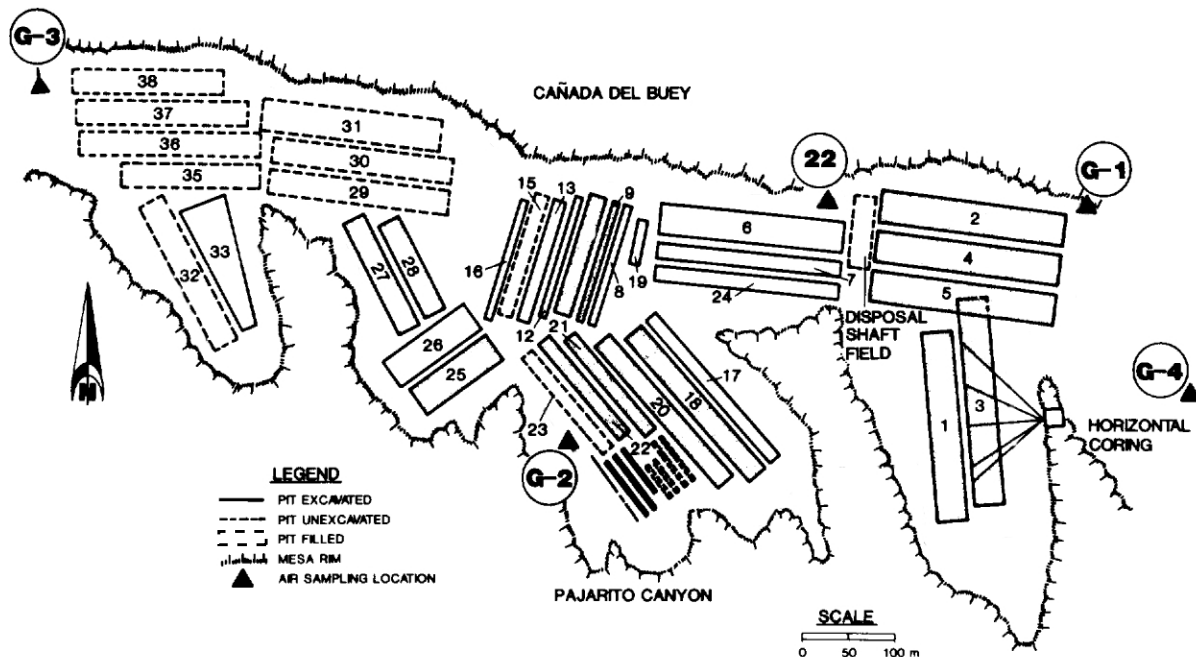 G-3
38
37
36
35
31
30
29
CAÑADA DEL BUEY
22
G-1
33
32
27
28
26
25
16
15
13
9
12
21
8
19
6
7
24
2
4
5
DISPOSAL
SHAFT
FIELD
17
18
20
22
23
G-2
1
3
G-4
HORIZONTAL
CORING
N
LEGEND
PIT EXCAVATED
PIT UNEXCAVATED
PIT FILLED
MESA RIM
AIR SAMPLING LOCATION
PAJARITO CANYON
SCALE
0 50 100 m